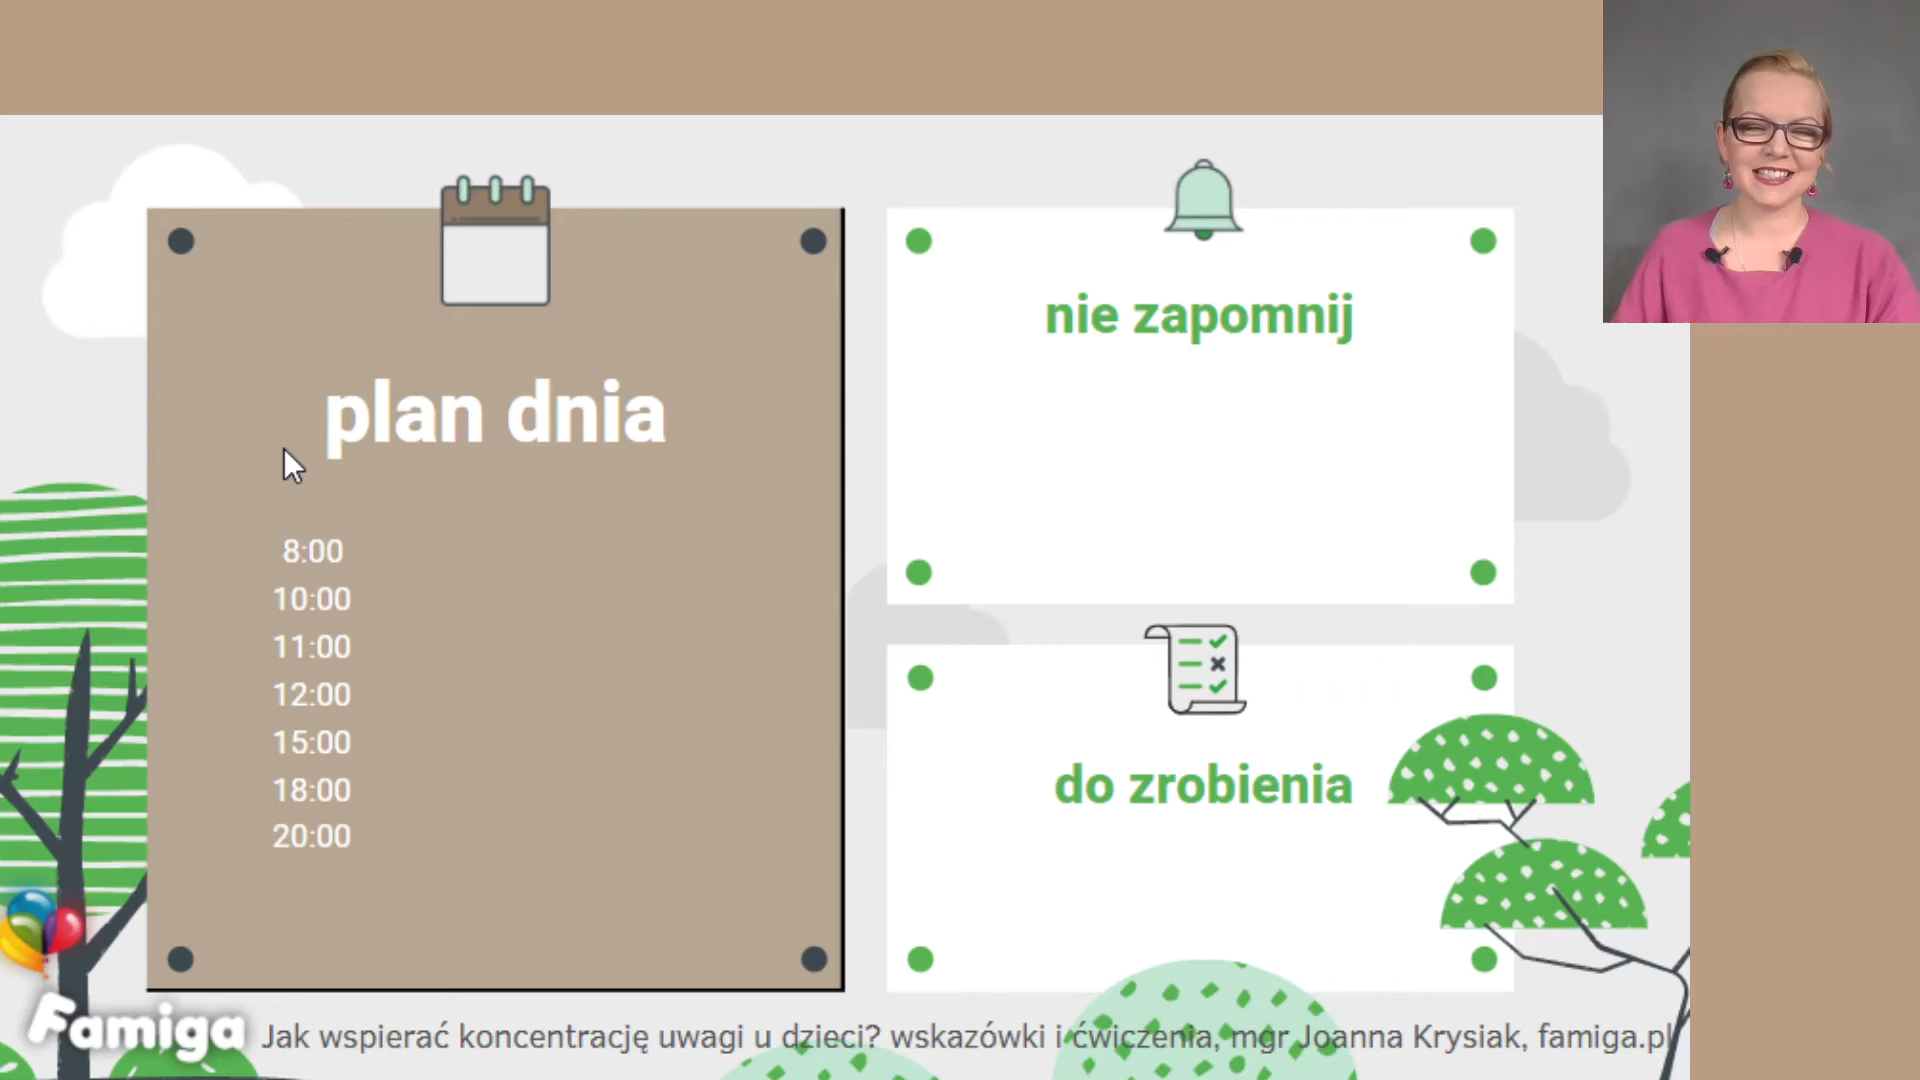 plan dnia
8:00
10:00
11:00
12:00
15:00
18:00
20:00
nie zapomnij
do zrobienia
Famiga
Jak wspierać koncentrację uwagi u dzieci? wskazówki i ćwiczenia, mgr Joanna Krysiak, famiga.pl